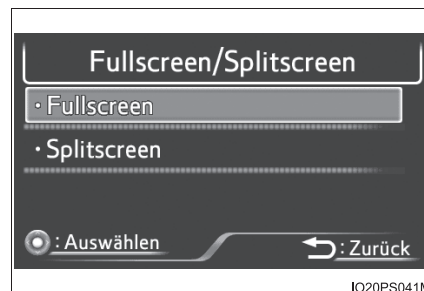 Fullscreen/Splitscreen
· Fullscreen
· Splitscreen
: Auswählen
: Zurück
IO20PS041M